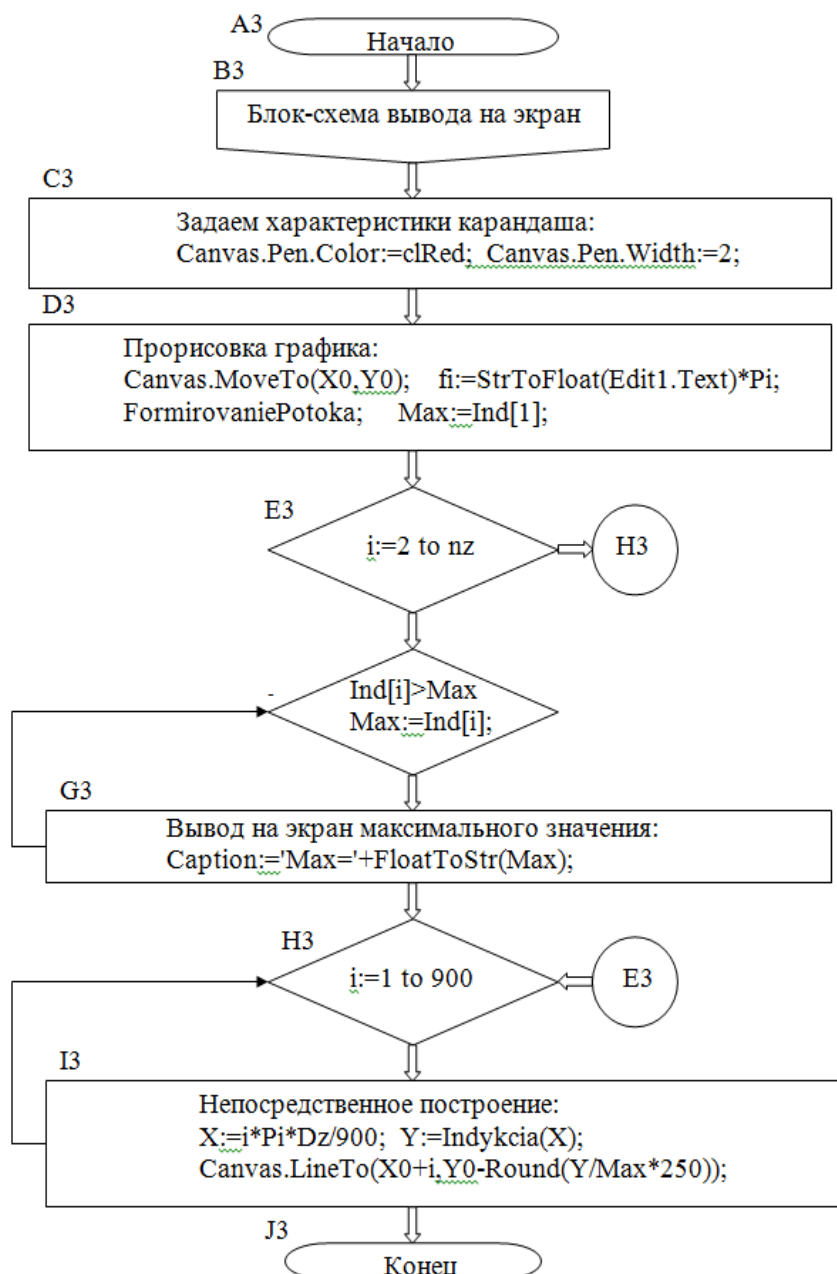 A3
Начало
B3
Блок-схема вывода на экран
C3
Задаем характеристики карандаша:
Canvas.Pen.Color:=clRed; Canvas.Pen.Width:=2;
D3
Прорисовка графика:
Canvas.MoveTo(X0,Y0); fi:=StrToFloat(Edit1.Text)*Pi;
FormirovaniePotoka; Max:=Ind[1];
E3
i:=2 to nz
H3
-
Ind[i]>Max
Max:=Ind[i];
G3
Вывод на экран максимального значения:
Caption:='Max='+FloatToStr(Max);
H3
i:=1 to 900
E3
I3
Непосредственное построение:
X:=i*Pi*Dz/900; Y:=Indykcia(X);
Canvas.LineTo(X0+i,Y0-Round(Y/Max*250));
J3
Конец